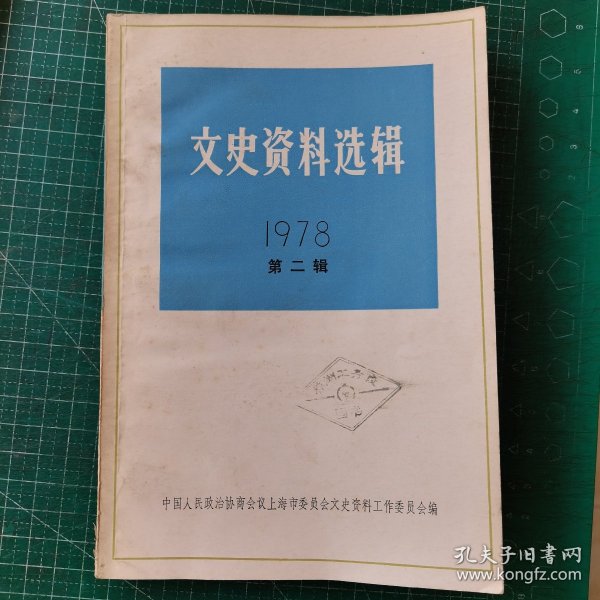 文史资料选辑
1978
第二辑
中国人民政治协商会议上海市委员会文史资料工作委员会编
孔夫子旧书网
www.kongfz.com